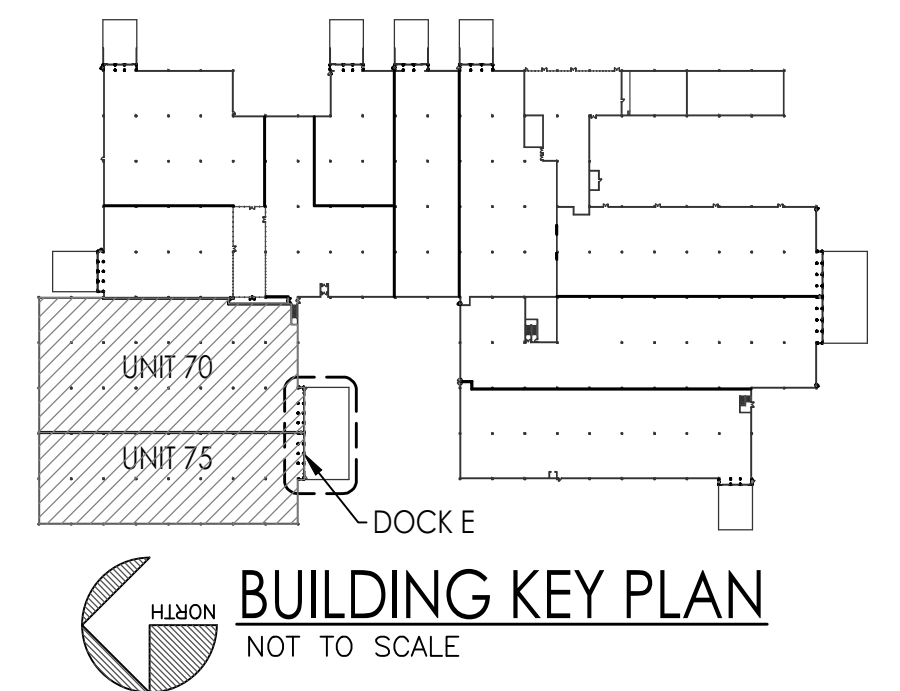 UNIT 70
UNIT 75
DOCK E
NORTH
BUILDING KEY PLAN
NOT TO SCALE